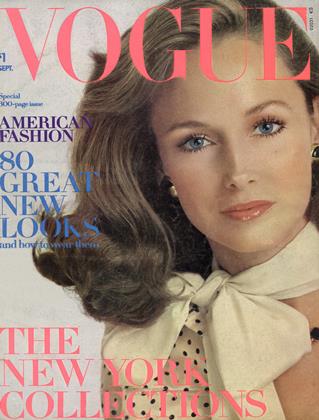 VOGUE
$1
SEPT.
Special
300-page issue
AMERICAN
FASHION
80
GREAT
NEW
LOOKS
and how to wear them
THE
NEW YORK
COLLECTIONS